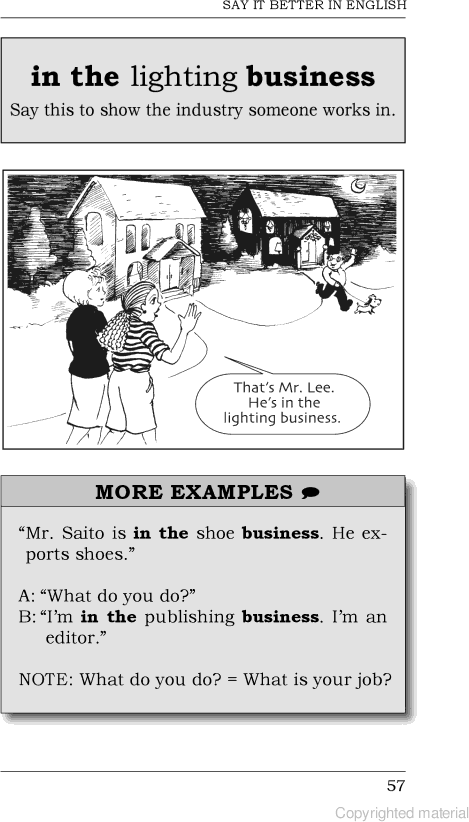 SAY IT BETTER IN ENGLISH
in the lighting business
Say this to show the industry someone works in.
That's Mr. Lee.
He's in the
lighting business.
MORE EXAMPLES
“Mr. Saito is in the shoe business. He ex-
ports shoes.”
A: “What do you do?”
B: “I'm in the publishing business. I'm an
editor.”
NOTE: What do you do? = What is your job?
57
Copyrighted material